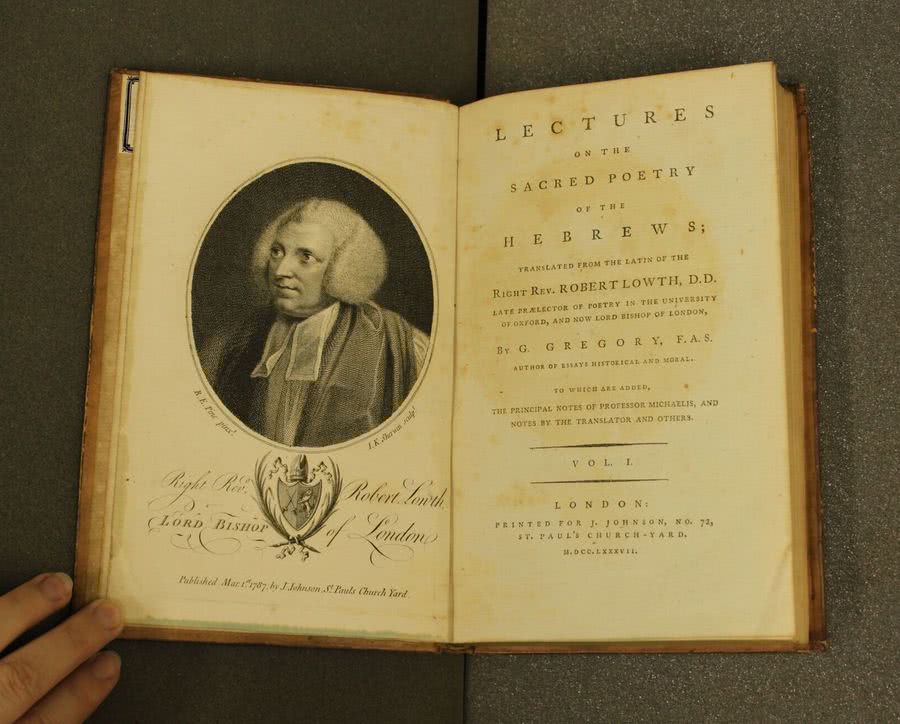 R.E. Pine pinxt.
J.K. Sherwin sculpt.
Right Revd. Robert Lowth
LORD BISHOP of London
Published Mar. 1st. 1787, by J. Johnson, St. Pauls Church Yard.
LECTURES
ON THE
SACRED POETRY
OF THE
HEBREWS;
TRANSLATED FROM THE LATIN OF THE
RIGHT REV. ROBERT LOWTH, D.D.
LATE PRÆLECTOR OF POETRY IN THE UNIVERSITY
OF OXFORD, AND NOW LORD BISHOP OF LONDON,
BY G. GREGORY, F.A.S.
AUTHOR OF ESSAYS HISTORICAL AND MORAL.
TO WHICH ARE ADDED,
THE PRINCIPAL NOTES OF PROFESSOR MICHAELIS, AND
NOTES BY THE TRANSLATOR AND OTHERS.
VOL. I.
LONDON:
PRINTED FOR J. JOHNSON, NO. 72,
ST. PAUL'S CHURCH-YARD.
M.DCC.LXXXVII.